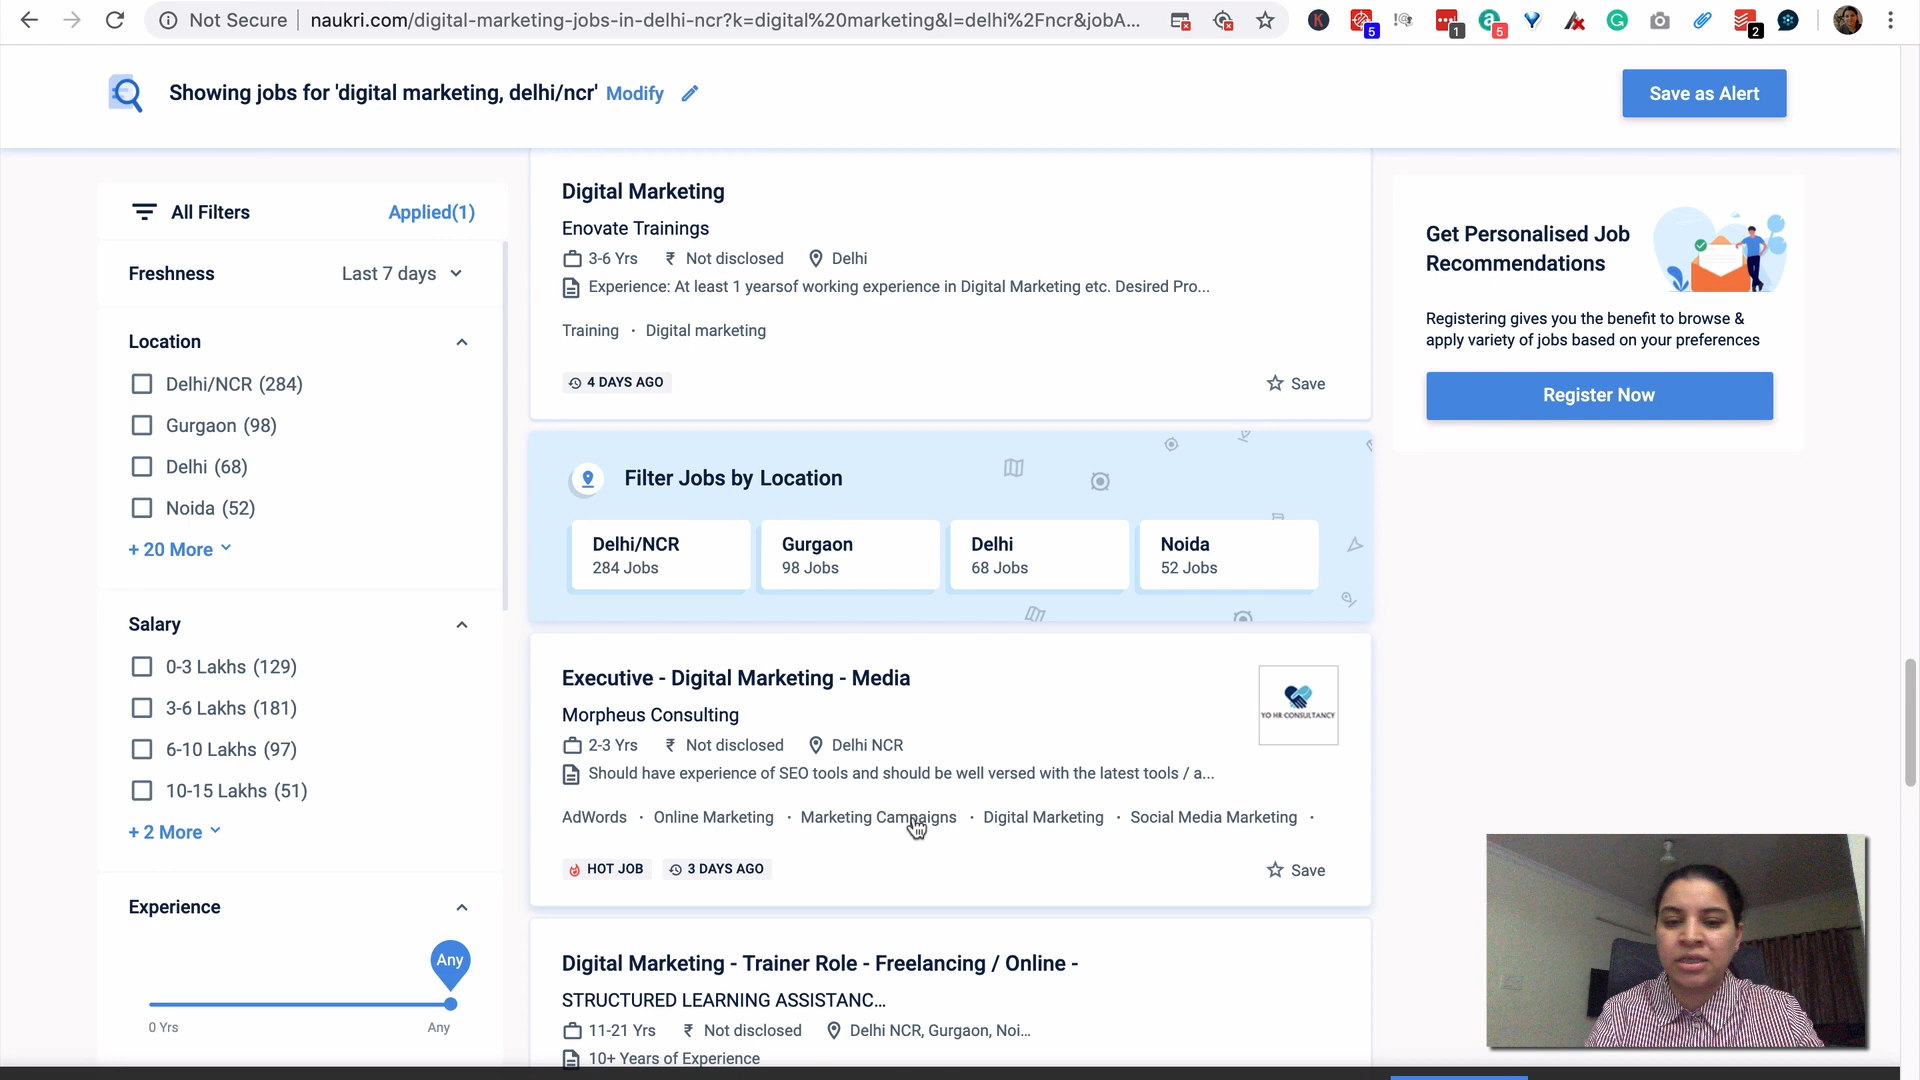 Not Secure
naukri.com/digital-marketing-jobs-in-delhi-ncr?k=digital%20marketing&l=delhi%2Fncr&jobA...
5
1
5
2
Showing jobs for 'digital marketing, delhi/ncr' Modify
Save as Alert
All Filters
Applied(1)
Freshness
Last 7 days
Location
Delhi/NCR (284)
Gurgaon (98)
Delhi (68)
Noida (52)
+ 20 More
Salary
0-3 Lakhs (129)
3-6 Lakhs (181)
6-10 Lakhs (97)
10-15 Lakhs (51)
+ 2 More
Experience
Any
0 Yrs
Any
Digital Marketing
Enovate Trainings
3-6 Yrs ₹ Not disclosed Delhi
Experience: At least 1 yearsof working experience in Digital Marketing etc. Desired Pro...
Training · Digital marketing
4 DAYS AGO
Save
Filter Jobs by Location
Delhi/NCR
284 Jobs
Gurgaon
98 Jobs
Delhi
68 Jobs
Noida
52 Jobs
Executive - Digital Marketing - Media
Morpheus Consulting
2-3 Yrs ₹ Not disclosed Delhi NCR
Should have experience of SEO tools and should be well versed with the latest tools / a...
AdWords · Online Marketing · Marketing Campaigns · Digital Marketing · Social Media Marketing ·
HOT JOB
3 DAYS AGO
Save
YO HR CONSULTANCY
Digital Marketing - Trainer Role - Freelancing / Online -
STRUCTURED LEARNING ASSISTANC...
11-21 Yrs ₹ Not disclosed Delhi NCR, Gurgaon, Noi...
10+ Years of Experience
Get Personalised Job
Recommendations
Registering gives you the benefit to browse &
apply variety of jobs based on your preferences
Register Now